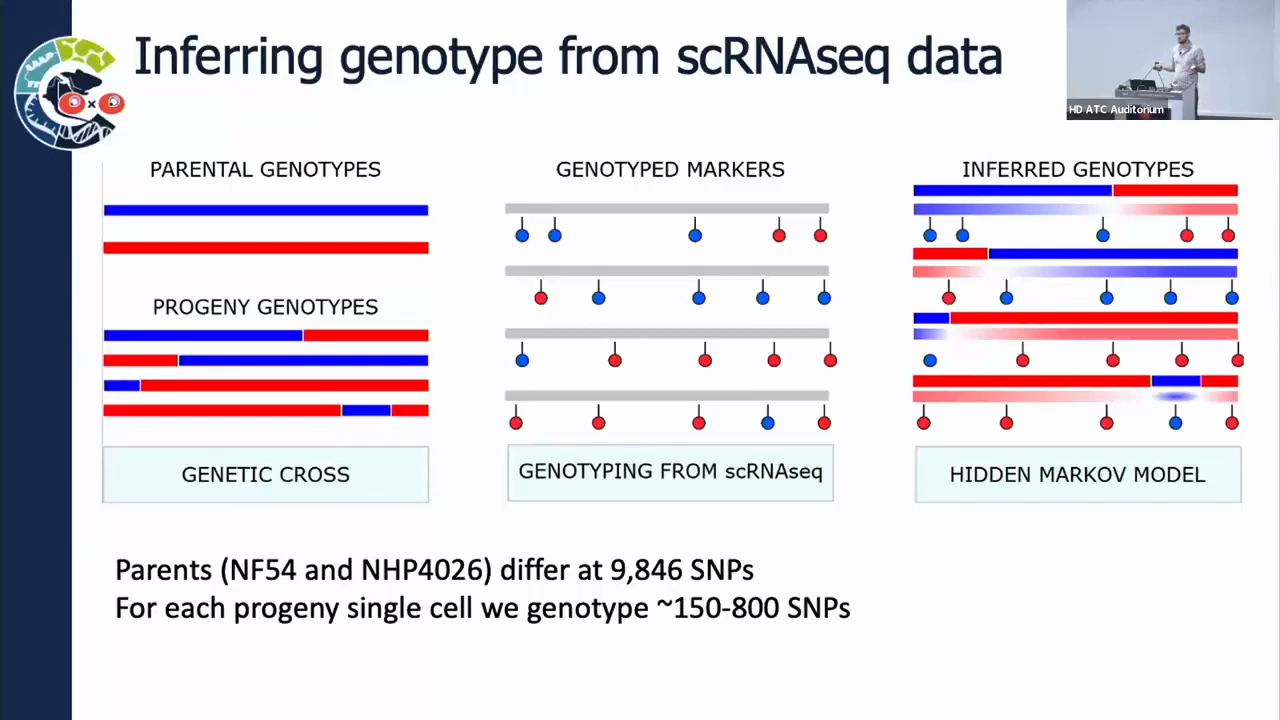 Inferring genotype from scRNAseq data
HD ATC Auditorium
PARENTAL GENOTYPES
PROGENY GENOTYPES
GENETIC CROSS
GENOTYPED MARKERS
GENOTYPING FROM scRNAseq
INFERRED GENOTYPES
HIDDEN MARKOV MODEL
Parents (NF54 and NHP4026) differ at 9,846 SNPs
For each progeny single cell we genotype ~150-800 SNPs